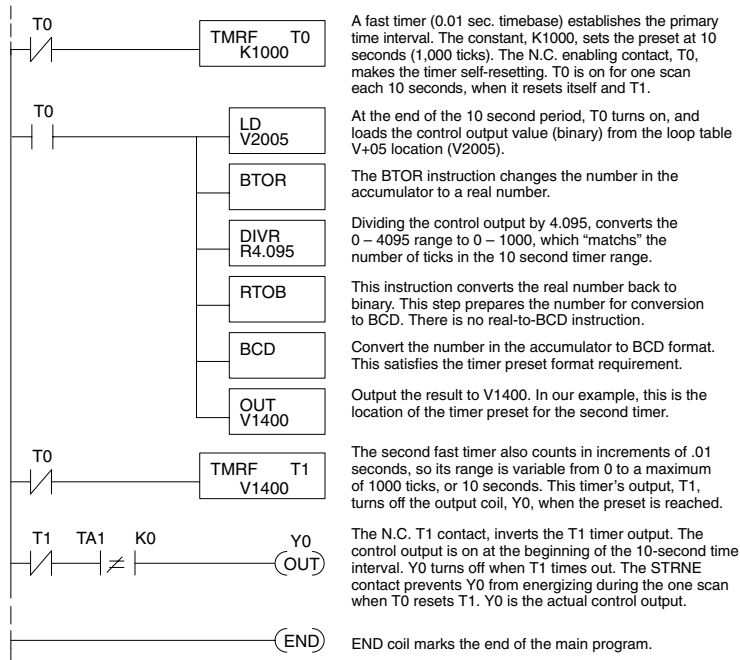 T0
TMRF T0
K1000
A fast timer (0.01 sec. timebase) establishes the primary
time interval. The constant, K1000, sets the preset at 10
seconds (1,000 ticks). The N.C. enabling contact, T0,
makes the timer self-resetting. T0 is on for one scan
each 10 seconds, when it resets itself and T1.
T0
LD
V2005
At the end of the 10 second period, T0 turns on, and
loads the control output value (binary) from the loop table
V+05 location (V2005).
BTOR
The BTOR instruction changes the number in the
accumulator to a real number.
DIVR
R4.095
Dividing the control output by 4.095, converts the
0 – 4095 range to 0 – 1000, which “matchs” the
number of ticks in the 10 second timer range.
RTOB
This instruction converts the real number back to
binary. This step prepares the number for conversion
to BCD. There is no real-to-BCD instruction.
BCD
Convert the number in the accumulator to BCD format.
This satisfies the timer preset format requirement.
OUT
V1400
Output the result to V1400. In our example, this is the
location of the timer preset for the second timer.
T0
TMRF T1
V1400
The second fast timer also counts in increments of .01
seconds, so its range is variable from 0 to a maximum
of 1000 ticks, or 10 seconds. This timer’s output, T1,
turns off the output coil, Y0, when the preset is reached.
T1 TA1 K0 Y0
≠ OUT
The N.C. T1 contact, inverts the T1 timer output. The
control output is on at the beginning of the 10-second time
interval. Y0 turns off when T1 times out. The STRNE
contact prevents Y0 from energizing during the one scan
when T0 resets T1. Y0 is the actual control output.
END
END coil marks the end of the main program.